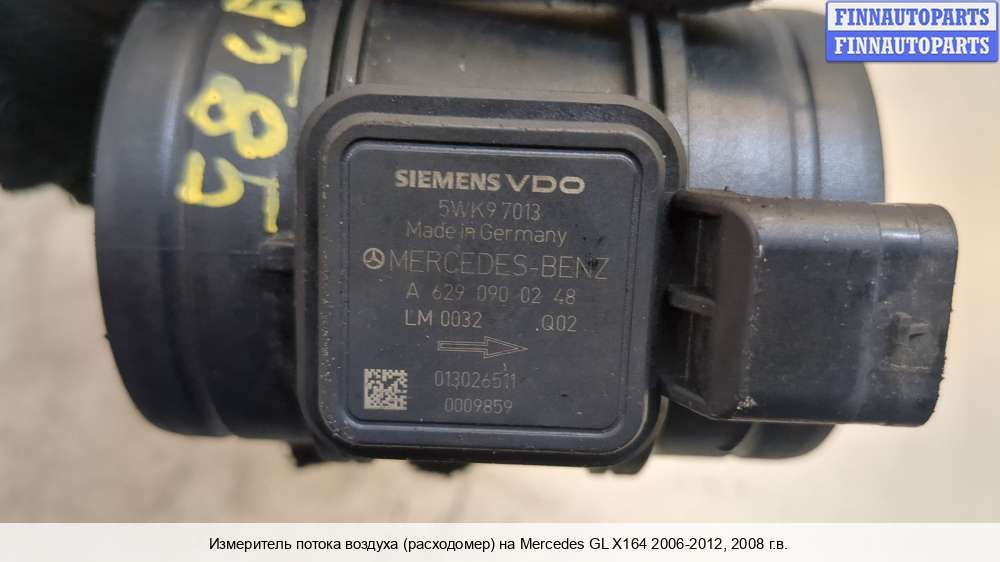 FINNAUTOPARTS
FINNAUTOPARTS
SIEMENS VDO
5WK9 7013
Made in Germany
MERCEDES-BENZ
A 629 090 02 48
LM 0032 Q02
013026511
0009859
Измеритель потока воздуха (расходомер) на Mercedes GL X164 2006-2012, 2008 г.в.